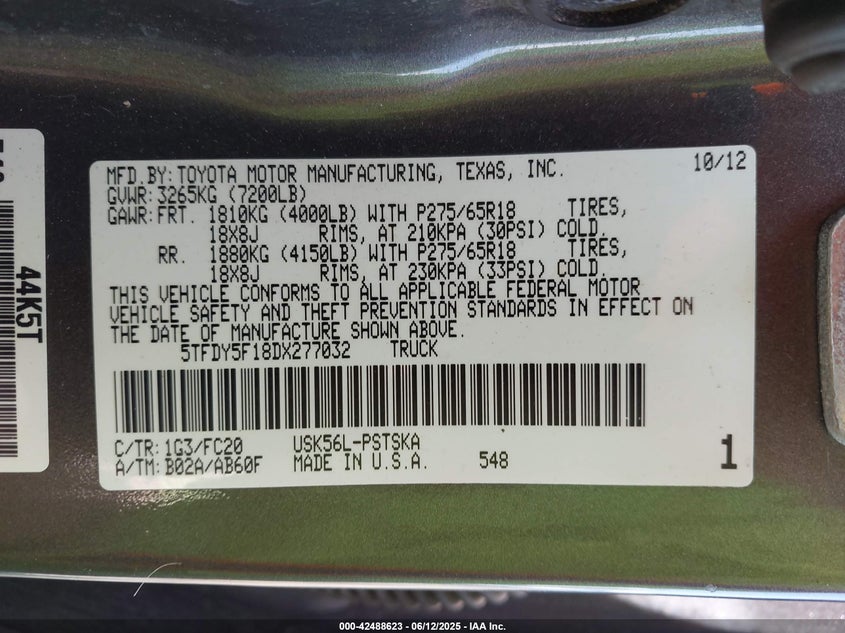 MFD.BY:TOYOTA MOTOR MANUFACTURING, TEXAS, INC. 10/12
GVWR:3265KG (7200LB)
GAWR:FRT. 1810KG (4000LB) WITH P275/65R18 TIRES,
18X8J RIMS, AT 210KPA (30PSI) COLD.
RR. 1880KG (4150LB) WITH P275/65R18 TIRES,
18X8J RIMS, AT 230KPA (33PSI) COLD.
THIS VEHICLE CONFORMS TO ALL APPLICABLE FEDERAL MOTOR
VEHICLE SAFETY AND THEFT PREVENTION STANDARDS IN EFFECT ON
THE DATE OF MANUFACTURE SHOWN ABOVE.
5TFDY5F18DX277032 TRUCK
C/TR:1G3/FC20 USK56L-PSTSKA
A/TM:B02A/AB60F MADE IN U.S.A. 548 1
44K5T
000-42488623 - 06/12/2025 - IAA Inc.